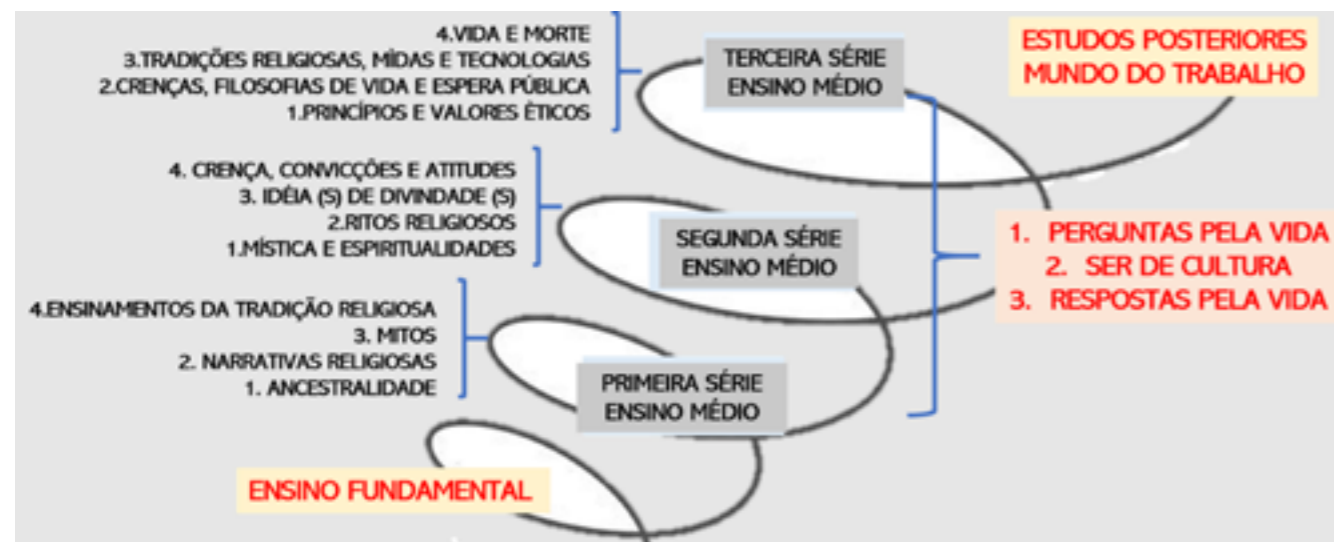 4.VIDA E MORTE
3.TRADIÇÕES RELIGIOSAS, MÍDAS E TECNOLOGIAS
2.CRENÇAS, FILOSOFIAS DE VIDA E ESPERA PÚBLICA
1.PRINCÍPIOS E VALORES ÉTICOS
TERCEIRA SÉRIE
ENSINO MÉDIO
ESTUDOS POSTERIORES
MUNDO DO TRABALHO
4. CRENÇA, CONVICÇÕES E ATITUDES
3. IDÉIA (S) DE DIVINDADE (S)
2.RITOS RELIGIOSOS
1.MÍSTICA E ESPIRITUALIDADES
SEGUNDA SÉRIE
ENSINO MÉDIO
1. PERGUNTAS PELA VIDA
2. SER DE CULTURA
3. RESPOSTAS PELA VIDA
4.ENSINAMENTOS DA TRADIÇÃO RELIGIOSA
3. MITOS
2. NARRATIVAS RELIGIOSAS
1. ANCESTRALIDADE
PRIMEIRA SÉRIE
ENSINO MÉDIO
ENSINO FUNDAMENTAL